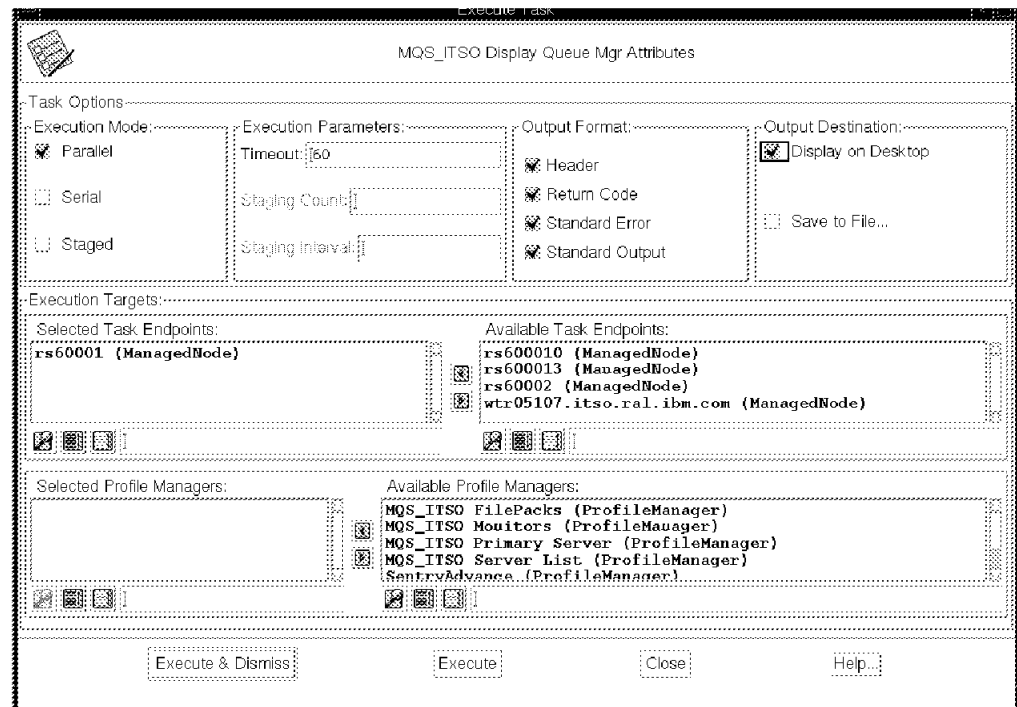 Execute Task
MQS_ITSO Display Queue Mgr Attributes
Task Options
Execution Mode:
Parallel
Serial
Staged
Execution Parameters:
Timeout: 60
Staging Count:
Staging Interval:
Output Format:
Header
Return Code
Standard Error
Standard Output
Output Destination:
Display on Desktop
Save to File...
Execution Targets:
Selected Task Endpoints:
rs60001 (ManagedNode)
Available Task Endpoints:
rs600010 (ManagedNode)
rs600013 (ManagedNode)
rs60002 (ManagedNode)
wtr05107.itso.ral.ibm.com (ManagedNode)
Selected Profile Managers:
Available Profile Managers:
MQS_ITSO FilePacks (ProfileManager)
MQS_ITSO Monitors (ProfileManager)
MQS_ITSO Primary Server (ProfileManager)
MQS_ITSO Server List (ProfileManager)
SentryAdvance (ProfileManager)
Execute & Dismiss
Execute
Close
Help...